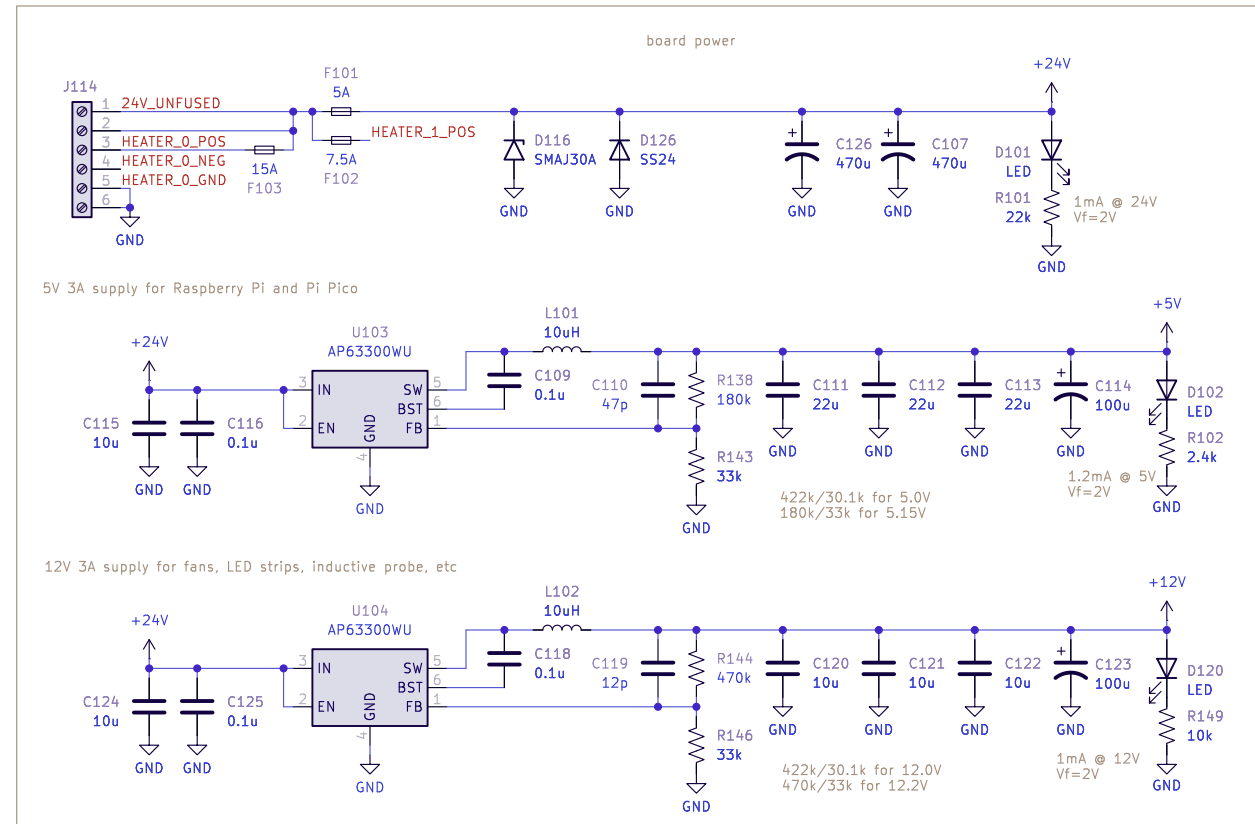 board power
J114
1
2
3
4
5
6
24V_UNFUSED
HEATER_0_POS
HEATER_0_NEG
HEATER_0_GND
GND
15A
F103
F101
5A
HEATER_1_POS
7.5A
F102
D116
SMAJ30A
GND
D126
SS24
GND
C126
470u
GND
C107
470u
GND
+24V
D101
LED
R101
22k
1mA @ 24V
Vf=2V
GND
5V 3A supply for Raspberry Pi and Pi Pico
+24V
C115
10u
GND
C116
0.1u
GND
U103
AP63300WU
3
IN
2
EN
GND
4
SW
5
BST
6
FB
1
GND
L101
10uH
C109
0.1u
C110
47p
R138
180k
R143
33k
GND
C111
22u
GND
C112
22u
GND
C113
22u
GND
C114
100u
GND
+5V
D102
LED
R102
2.4k
1.2mA @ 5V
Vf=2V
GND
422k/30.1k for 5.0V
180k/33k for 5.15V
12V 3A supply for fans, LED strips, inductive probe, etc
+24V
C124
10u
GND
C125
0.1u
GND
U104
AP63300WU
3
IN
2
EN
GND
4
SW
5
BST
6
FB
1
GND
L102
10uH
C118
0.1u
C119
12p
R144
470k
R146
33k
GND
C120
10u
GND
C121
10u
GND
C122
10u
GND
C123
100u
GND
+12V
D120
LED
R149
10k
1mA @ 12V
Vf=2V
GND
422k/30.1k for 12.0V
470k/33k for 12.2V